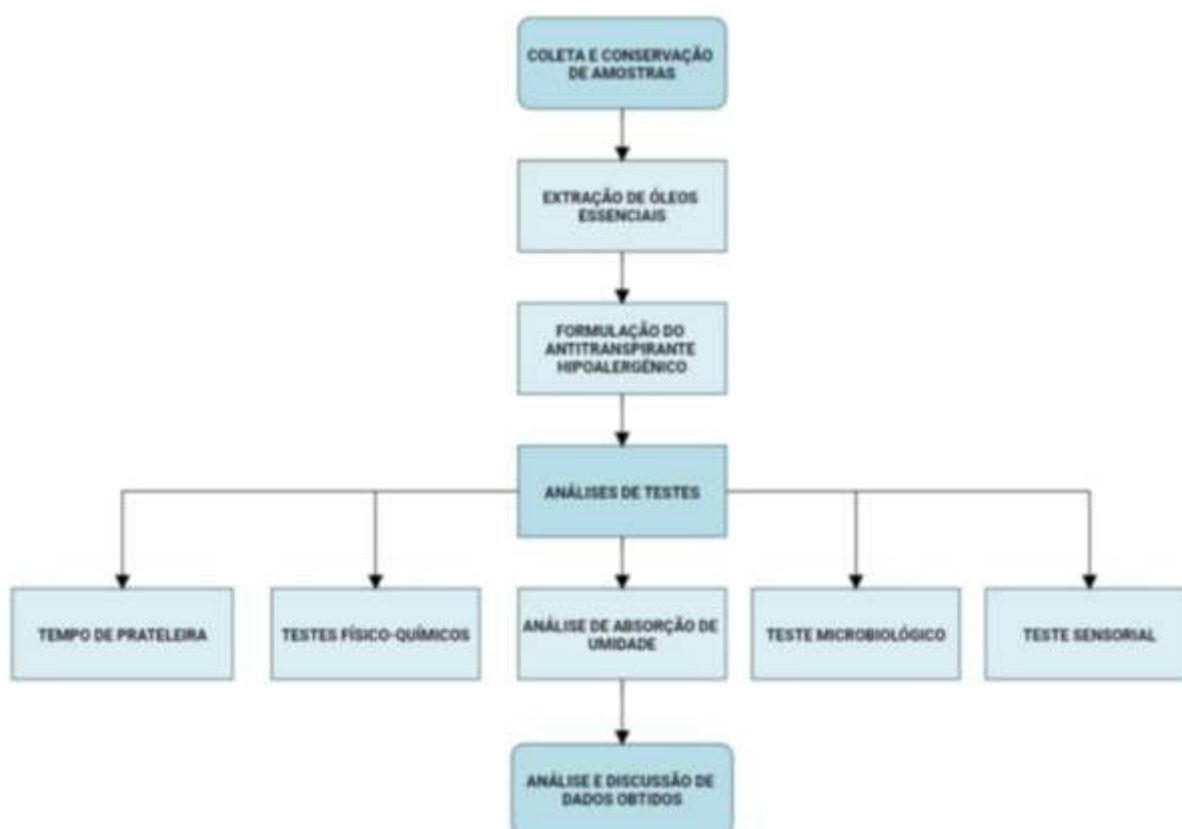 COLETA E CONSERVAÇÃO
DE AMOSTRAS
EXTRAÇÃO DE ÓLEOS
ESSENCIAIS
FORMULAÇÃO DO
ANTITRANSPIRANTE
HIPOALERGÊNICO
ANÁLISES DE TESTES
TEMPO DE PRATELEIRA
TESTES FÍSICO-QUÍMICOS
ANÁLISE DE ABSORÇÃO DE
UMIDADE
TESTE MICROBIOLÓGICO
TESTE SENSORIAL
ANÁLISE E DISCUSSÃO DE
DADOS OBTIDOS